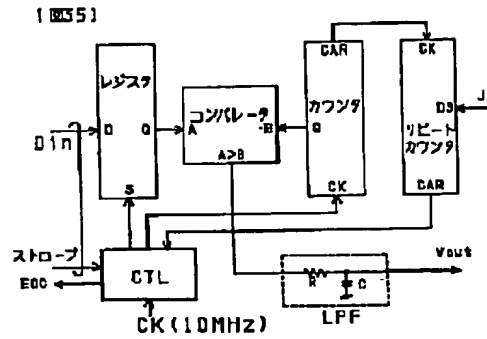 [図5]
レジスタ
D
Q
S
Din
コンパレータ
A
B
A>B
CAR
カウンタ
Q
CK
CK
DS
J
リピート
カウンタ
CAR
ストローブ
EOC
CTL
CK(10MHz)
R
C
LPF
Vout